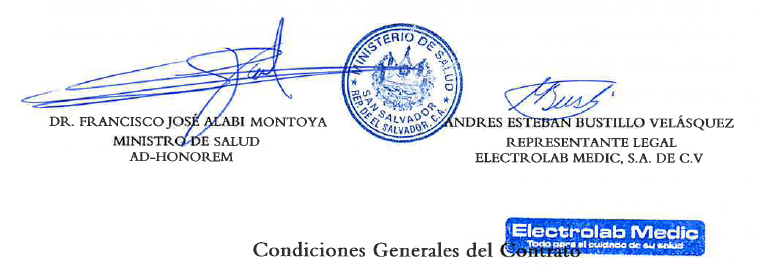 DR. FRANCISCO JOSÉ ALABI MONTOYA
MINISTRO DE SALUD
AD-HONOREM
MINISTERIO DE SALUD
SAN SALVADOR
REP. DE EL SALVADOR, C.A.
ANDRES ESTEBAN BUSTILLO VELÁSQUEZ
REPRESENTANTE LEGAL
ELECTROLAB MEDIC, S.A. DE C.V
Electrolab Medic
Todo para el cuidado de su salud
Condiciones Generales del Contrato